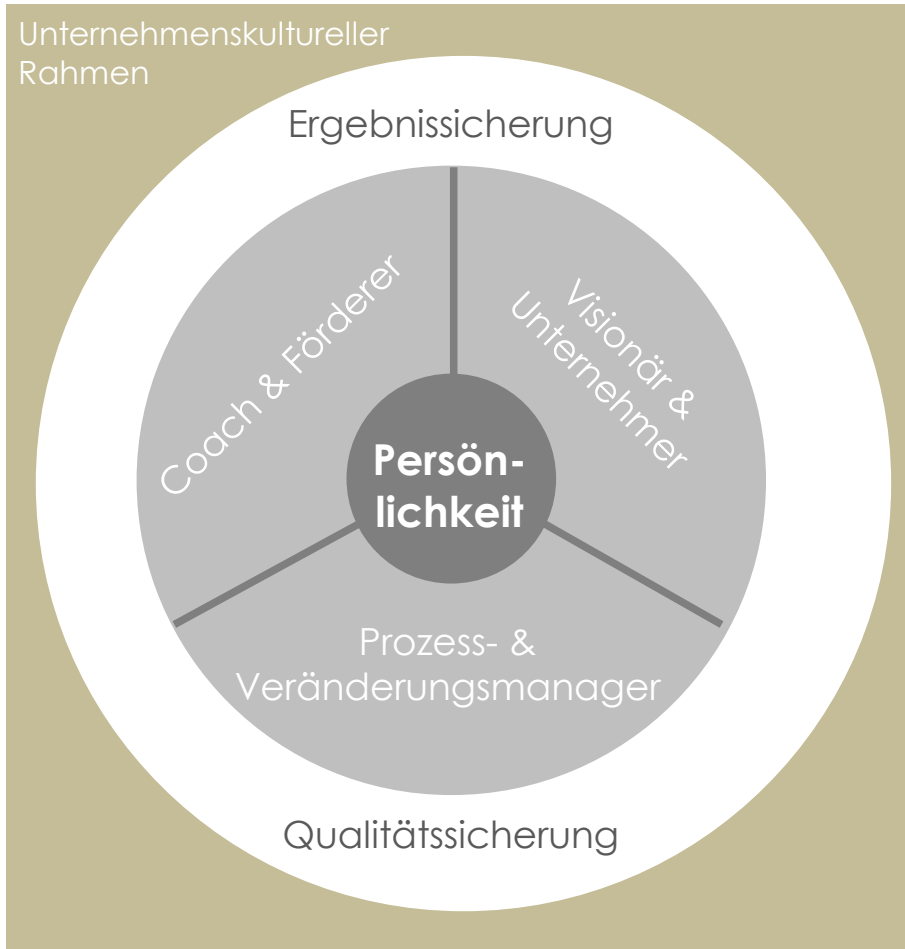 Unternehmenskultureller
Rahmen
Ergebnissicherung
Coach & Förderer
Visionär &
Unternehmer
Persön-
lichkeit
Prozess- &
Veränderungsmanager
Qualitätssicherung